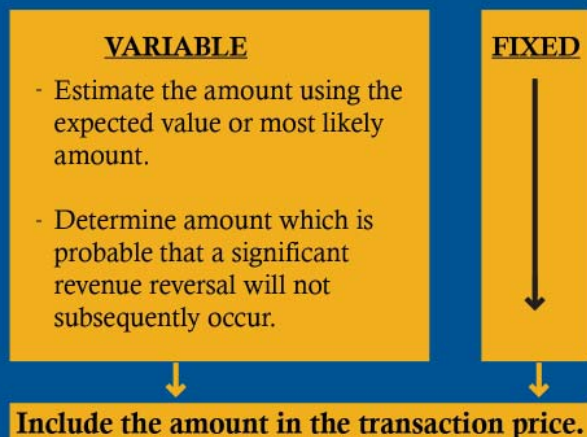 VARIABLE
- Estimate the amount using the
expected value or most likely
amount.
- Determine amount which is
probable that a significant
revenue reversal will not
subsequently occur.
FIXED
Include the amount in the transaction price.